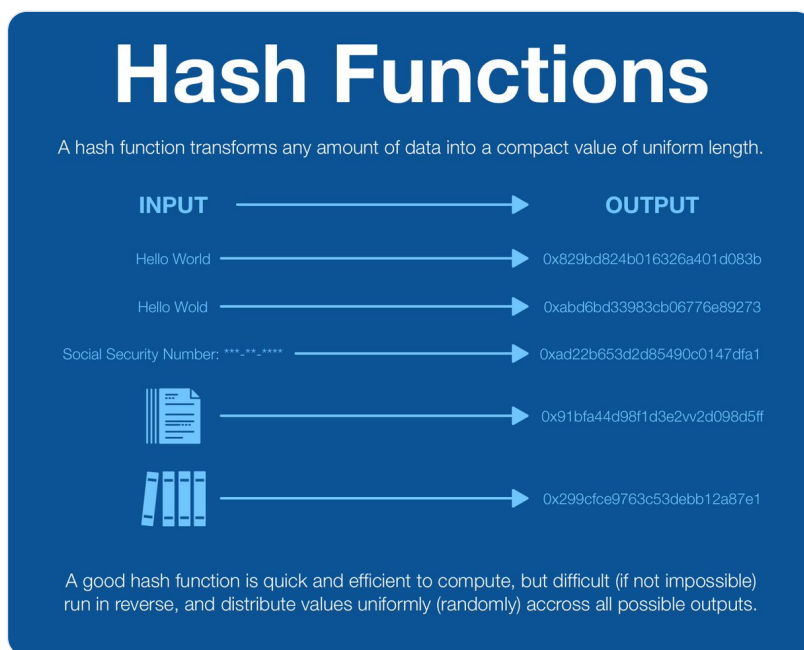 Hash Functions
A hash function transforms any amount of data into a compact value of uniform length.
INPUT OUTPUT
Hello World 0x829bd824b016326a401d083b
Hello Wold 0xabd6bd33983cb06776e89273
Social Security Number: ***-**-**** 0xad22b653d2d85490c0147dfa1
0x91bfa44d98f1d3e2vv2d098d5ff
0x299cfce9763c53debb12a87e1
A good hash function is quick and efficient to compute, but difficult (if not impossible)
run in reverse, and distribute values uniformly (randomly) accross all possible outputs.